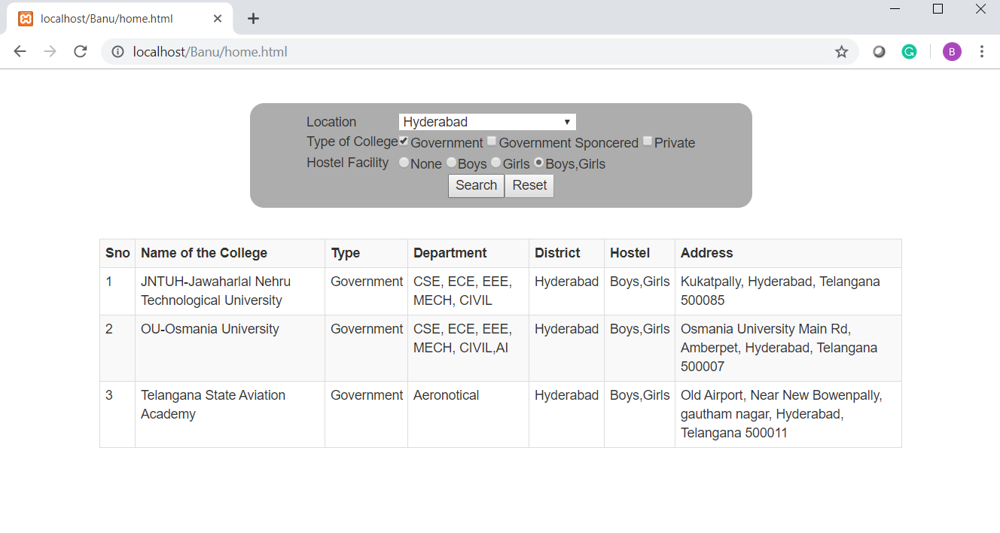 localhost/Banu/home.html
localhost/Banu/home.html
G
B
Location Hyderabad
Type of College Government Government Sponcered Private
Hostel Facility None Boys Girls Boys,Girls
Search Reset
Sno Name of the College Type Department District Hostel Address
1 JNTUH-Jawaharlal Nehru Government CSE, ECE, EEE, Hyderabad Boys,Girls Kukatpally, Hyderabad, Telangana
Technological University MECH, CIVIL 500085
2 OU-Osmania University Government CSE, ECE, EEE, Hyderabad Boys,Girls Osmania University Main Rd,
MECH, CIVIL,AI Amberpet, Hyderabad, Telangana
500007
3 Telangana State Aviation Government Aeronotical Hyderabad Boys,Girls Old Airport, Near New Bowenpally,
Academy gautham nagar, Hyderabad,
Telangana 500011